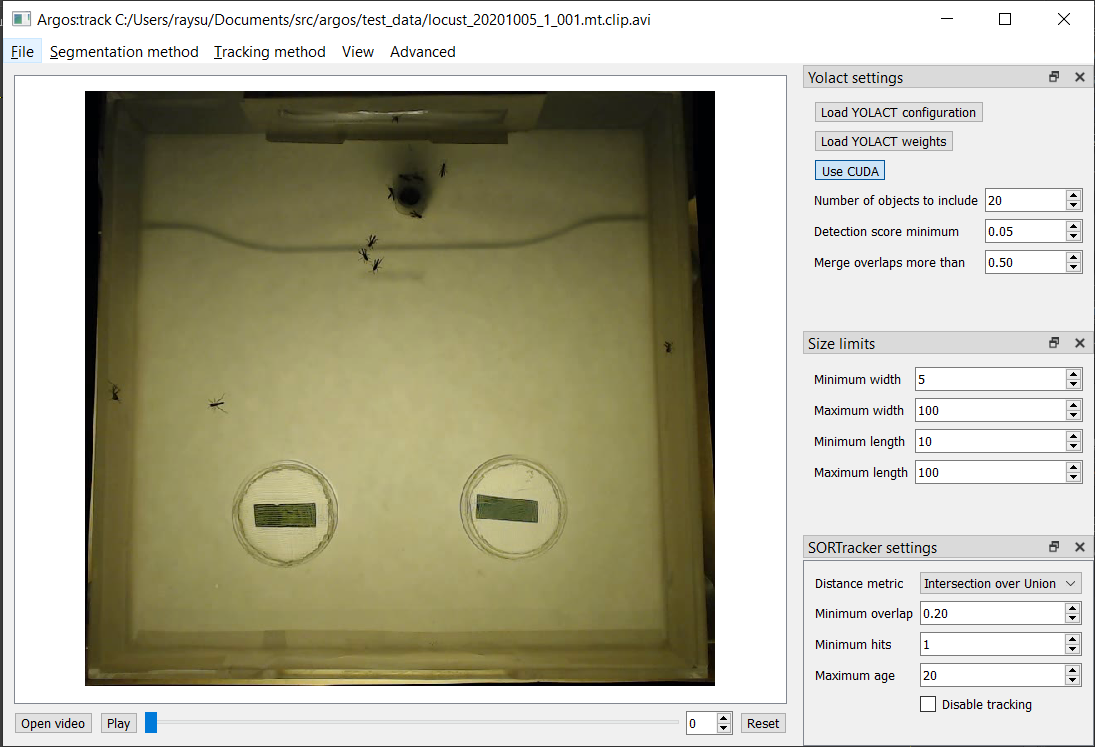 Argos:track C:/Users/raysu/Documents/src/argos/test_data/locust_20201005_1_001.mt.clip.avi
File Segmentation method Tracking method View Advanced
Yolact settings
Load YOLACT configuration
Load YOLACT weights
Use CUDA
Number of objects to include 20
Detection score minimum 0.05
Merge overlaps more than 0.50
Size limits
Minimum width 5
Maximum width 100
Minimum length 10
Maximum length 100
SORTracker settings
Distance metric Intersection over Union
Minimum overlap 0.20
Minimum hits 1
Maximum age 20
Disable tracking
Open video Play 0 Reset